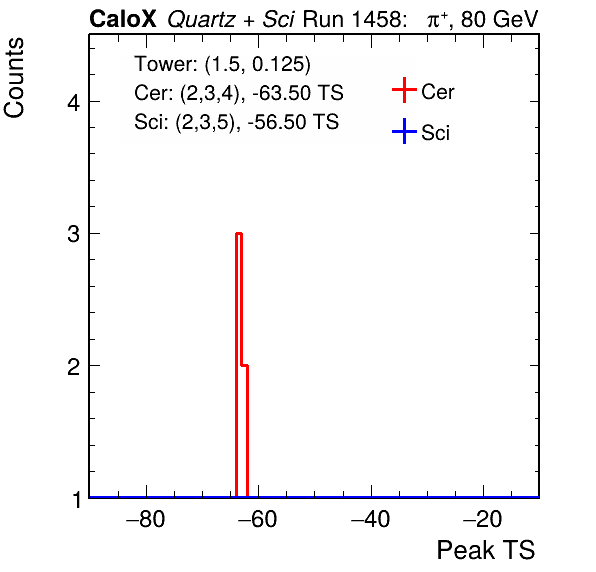 CaloX Quartz + Sci Run 1458: π⁺, 80 GeV
Counts
Tower: (1.5, 0.125)
Cer: (2,3,4), -63.50 TS
Sci: (2,3,5), -56.50 TS
Cer
Sci
4
3
2
1
−80 −60 −40 −20
Peak TS